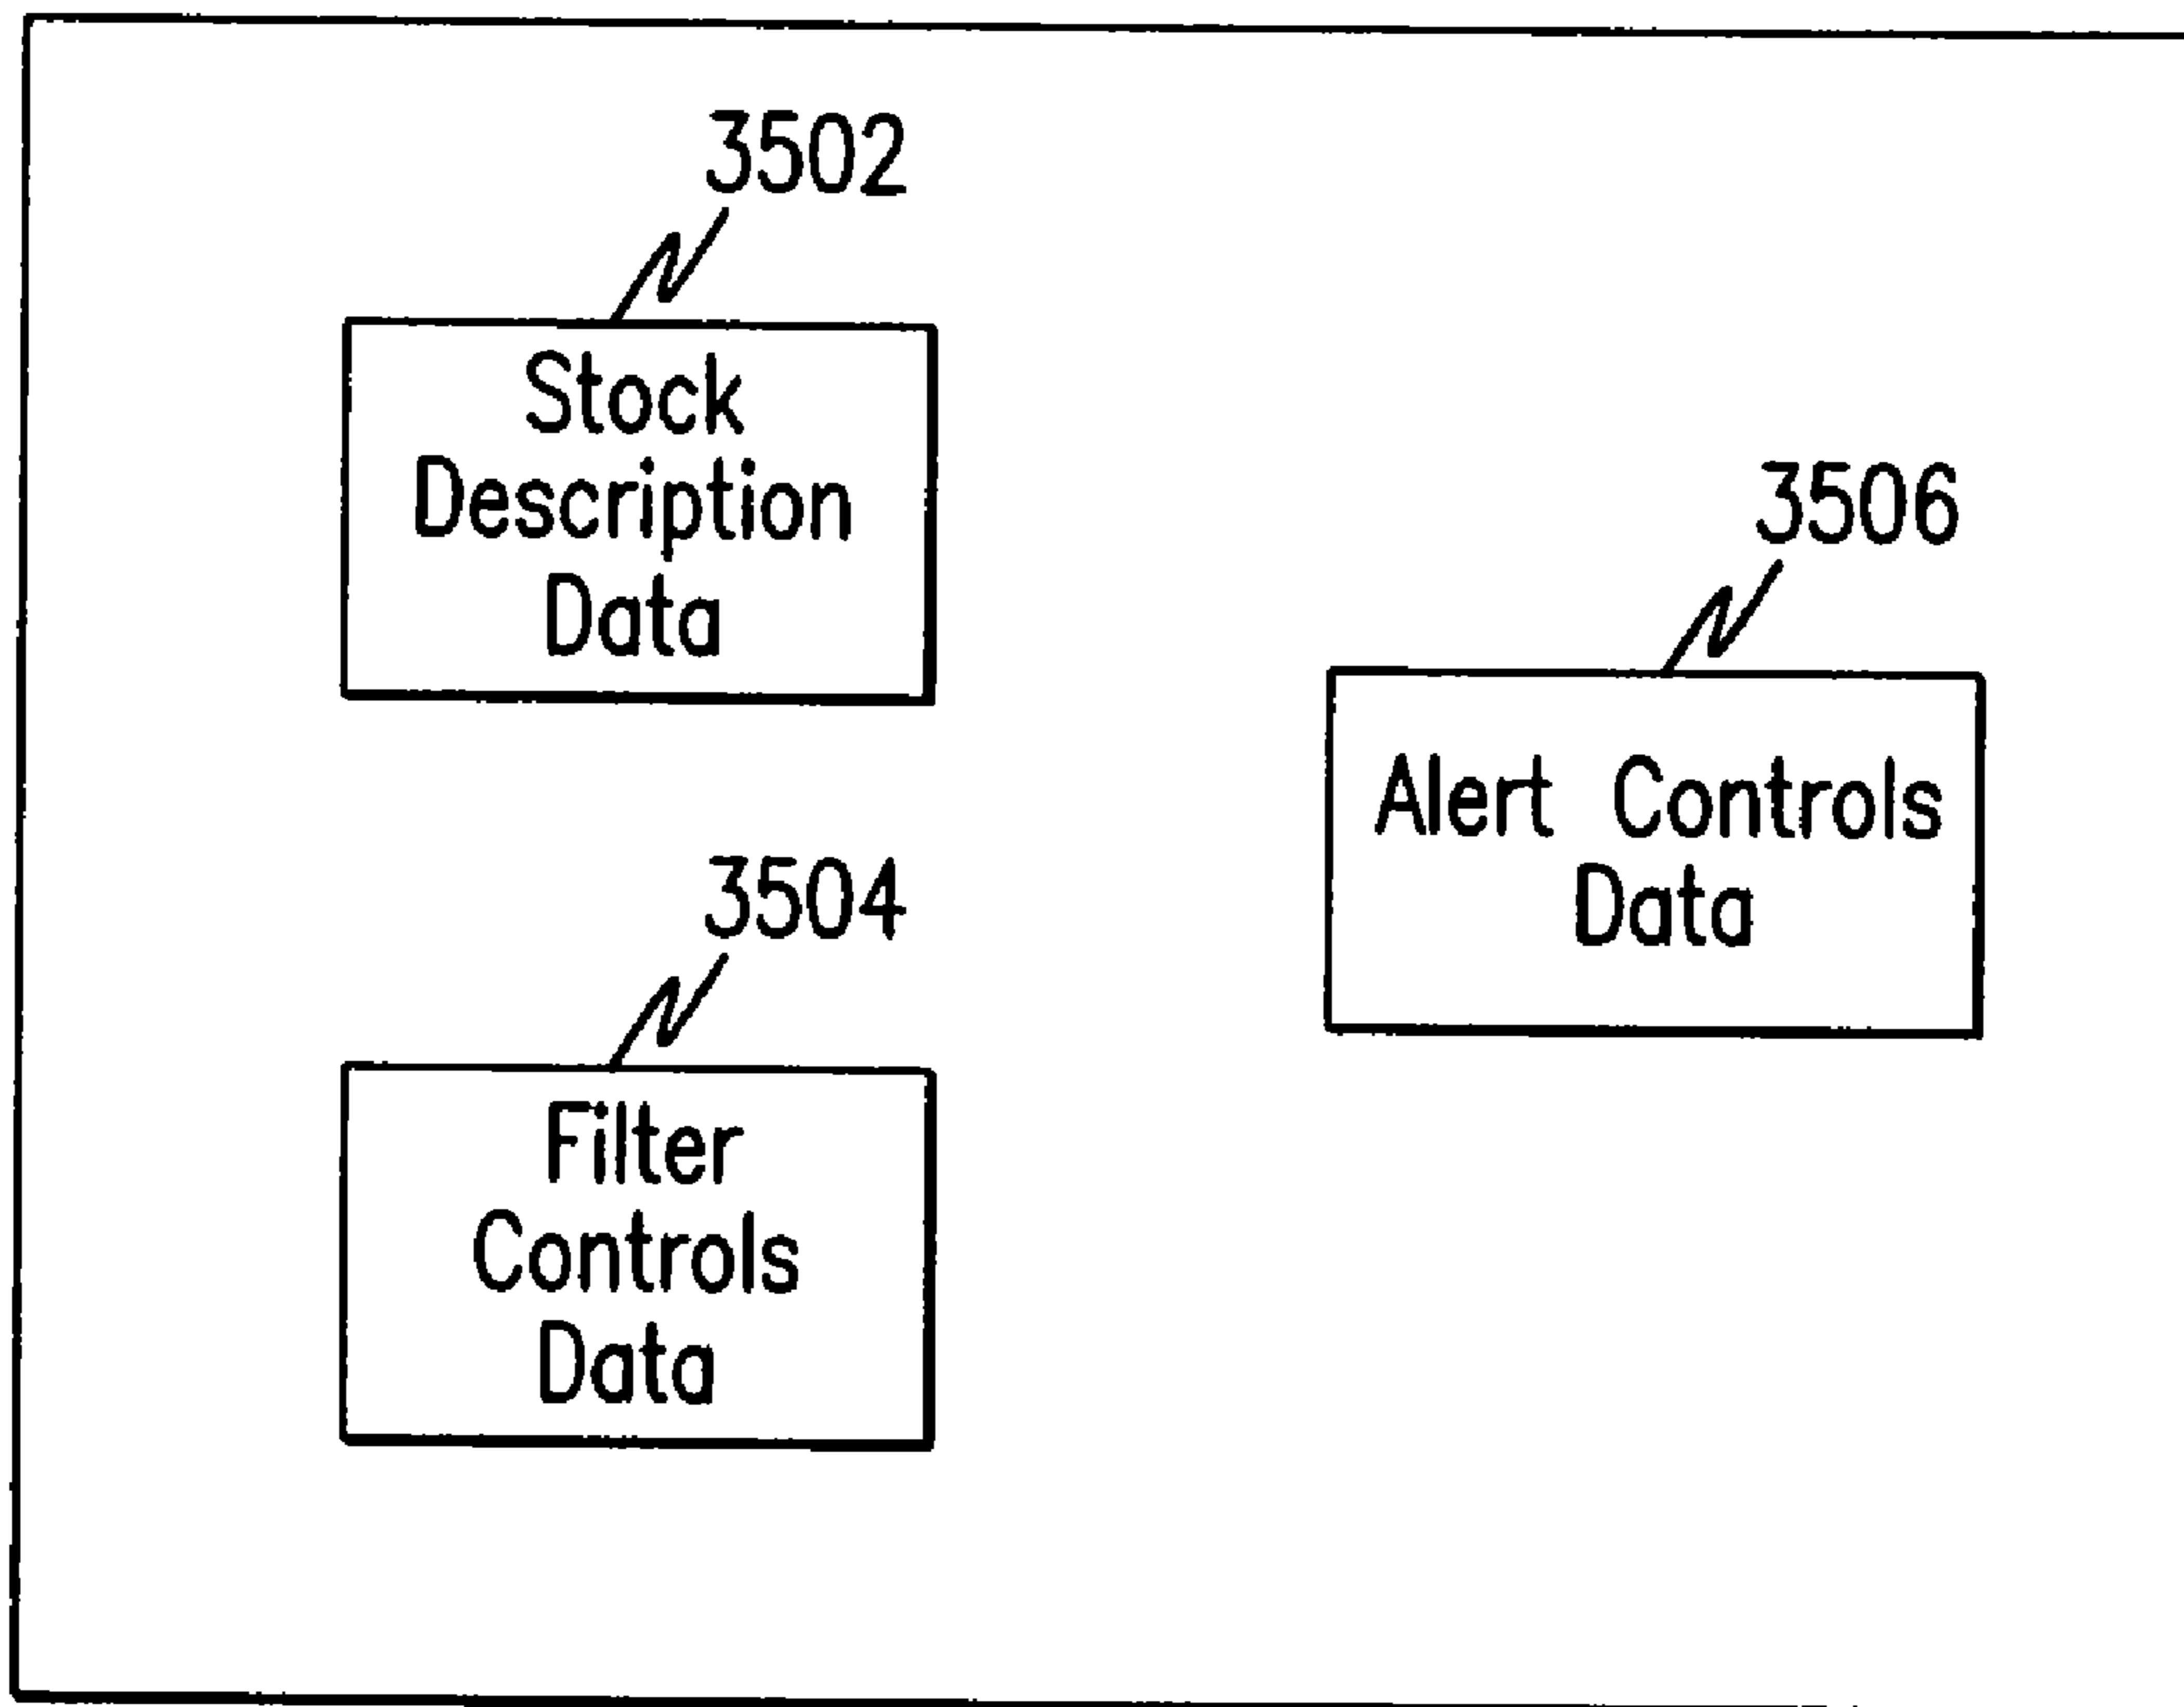 3502
Stock
Description
Data
3506
Alert Controls
Data
3504
Filter
Controls
Data